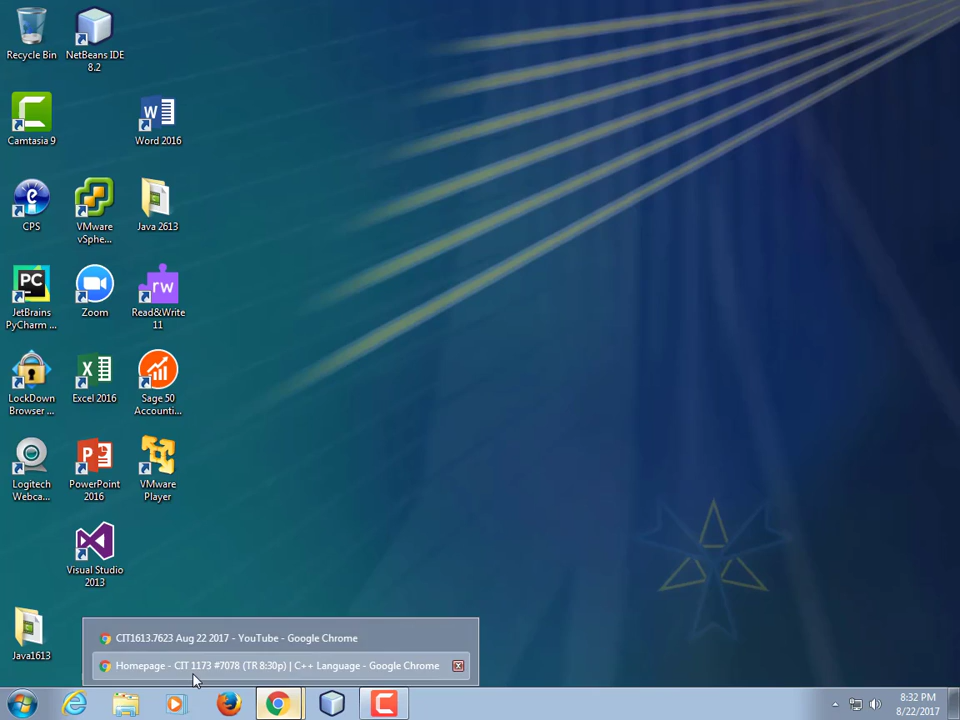 Recycle Bin
NetBeans IDE
8.2
Camtasia 9
Word 2016
CPS
VMware
vSphe...
Java 2613
PC
JetBrains
PyCharm ...
Zoom
rw
Read&Write
11
LockDown
Browser ...
Excel 2016
Sage 50
Accounti...
Logitech
Webca...
PowerPoint
2016
VMware
Player
Visual Studio
2013
Java1613
CIT1613.7623 Aug 22 2017 - YouTube - Google Chrome
Homepage - CIT 1173 #7078 (TR 8:30p) | C++ Language - Google Chrome
8:32 PM
8/22/2017